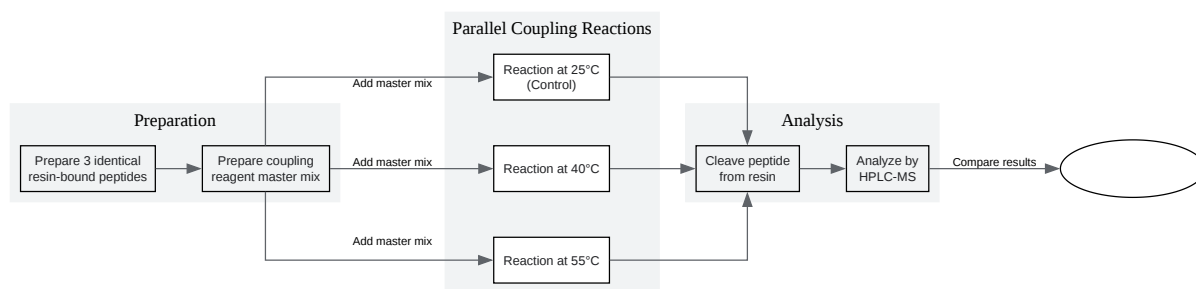 Parallel Coupling Reactions
Reaction at 25°C
(Control)
Add master mix
Preparation
Analysis
Prepare 3 identical
resin-bound peptides
Prepare coupling
reagent master mix
Add master mix
Reaction at 40°C
Cleave peptide
from resin
Analyze by
HPLC-MS
Compare results
Add master mix
Reaction at 55°C